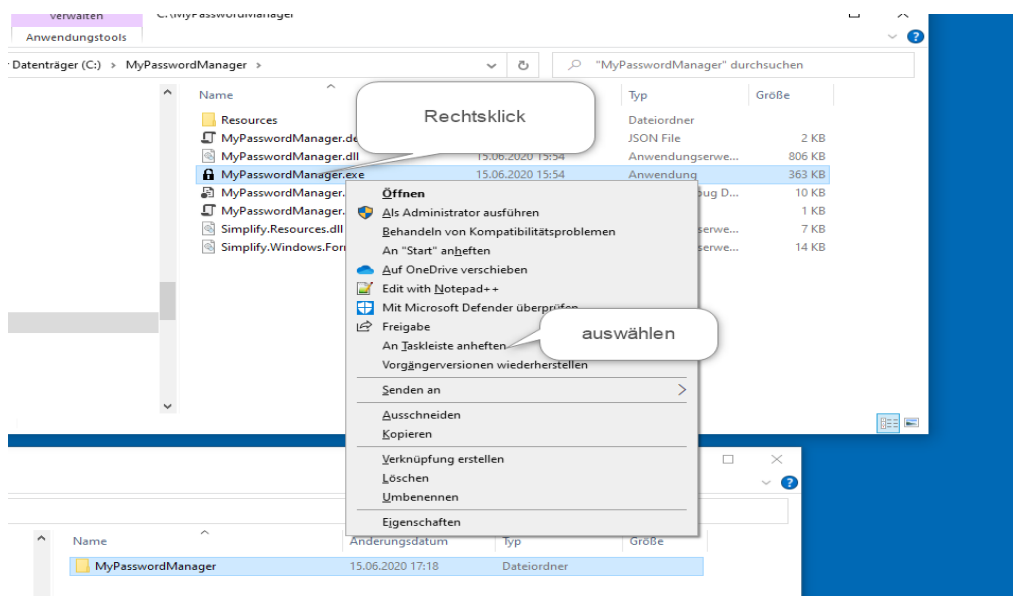 Verwalten
C:\MyPasswordManager
Anwendungstools
Datenträger (C:) > MyPasswordManager >
"MyPasswordManager" durchsuchen
Name Typ Größe
Rechtsklick
Resources Dateiordner
MyPasswordManager.de JSON File 2 KB
MyPasswordManager.dll 15.06.2020 15:54 Anwendungserwe... 806 KB
MyPasswordManager.exe 15.06.2020 15:54 Anwendung 363 KB
MyPasswordManager. bug D... 10 KB
MyPasswordManager. 1 KB
Simplify.Resources.dll serwe... 7 KB
Simplify.Windows.For serwe... 14 KB
Öffnen
Als Administrator ausführen
Behandeln von Kompatibilitätsproblemen
An "Start" anheften
Auf OneDrive verschieben
Edit with Notepad++
Mit Microsoft Defender überprüfen
Freigabe
An Taskleiste anheften
auswählen
Vorgängerversionen wiederherstellen
Senden an
Ausschneiden
Kopieren
Verknüpfung erstellen
Löschen
Umbenennen
Eigenschaften
Name Änderungsdatum Typ Größe
MyPasswordManager 15.06.2020 17:18 Dateiordner